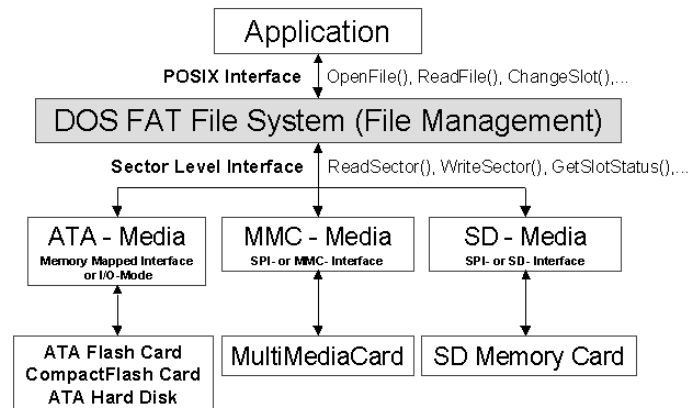 Application
POSIX Interface OpenFile(), ReadFile(), ChangeSlot(),...
DOS FAT File System (File Management)
Sector Level Interface ReadSector(), WriteSector(), GetSlotStatus(),...
ATA - Media
Memory Mapped Interface
or I/O-Mode
MMC - Media
SPI- or MMC- Interface
SD - Media
SPI- or SD- Interface
ATA Flash Card
CompactFlash Card
ATA Hard Disk
MultiMediaCard
SD Memory Card